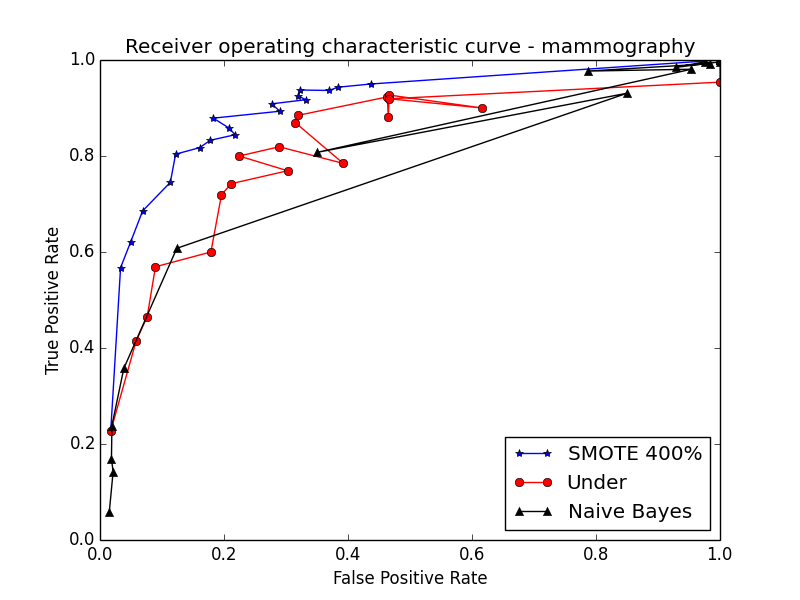 Receiver operating characteristic curve - mammography
1.0
0.8
0.6
0.4
0.2
0.0
True Positive Rate
SMOTE 400%
Under
Naive Bayes
0.0 0.2 0.4 0.6 0.8 1.0
False Positive Rate